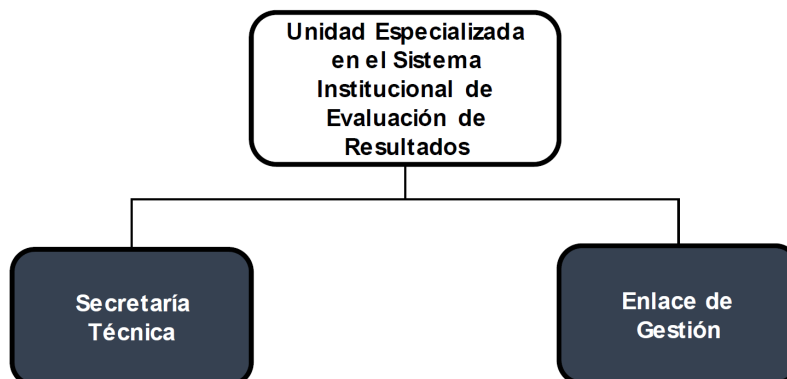 Unidad Especializada
en el Sistema
Institucional de
Evaluación de
Resultados
Secretaría
Técnica
Enlace de
Gestión